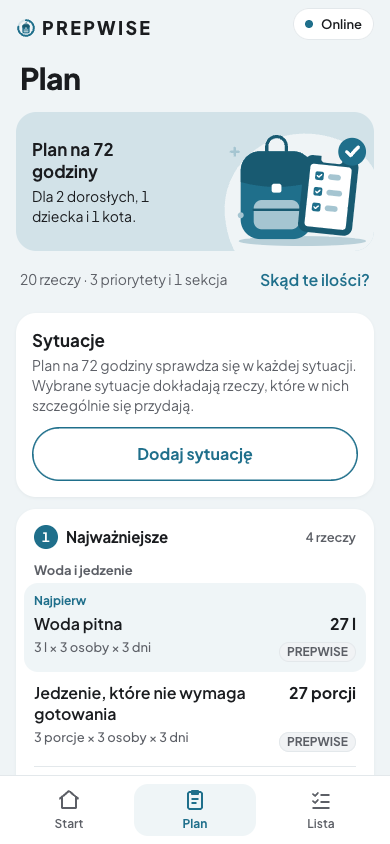 PREPWISE
Online
Plan
Plan na 72
godziny
Dla 2 dorosłych, 1
dziecka i 1 kota.
20 rzeczy · 3 priorytety i 1 sekcja
Skąd te ilości?
Sytuacje
Plan na 72 godziny sprawdza się w każdej sytuacji.
Wybrane sytuacje dokładają rzeczy, które w nich
szczególnie się przydają.
Dodaj sytuację
1 Najważniejsze
4 rzeczy
Woda i jedzenie
Najpierw
Woda pitna
27 l
3 l × 3 osoby × 3 dni
PREPWISE
Jedzenie, które nie wymaga
gotowania
27 porcji
3 porcje × 3 osoby × 3 dni
PREPWISE
Start
Plan
Lista